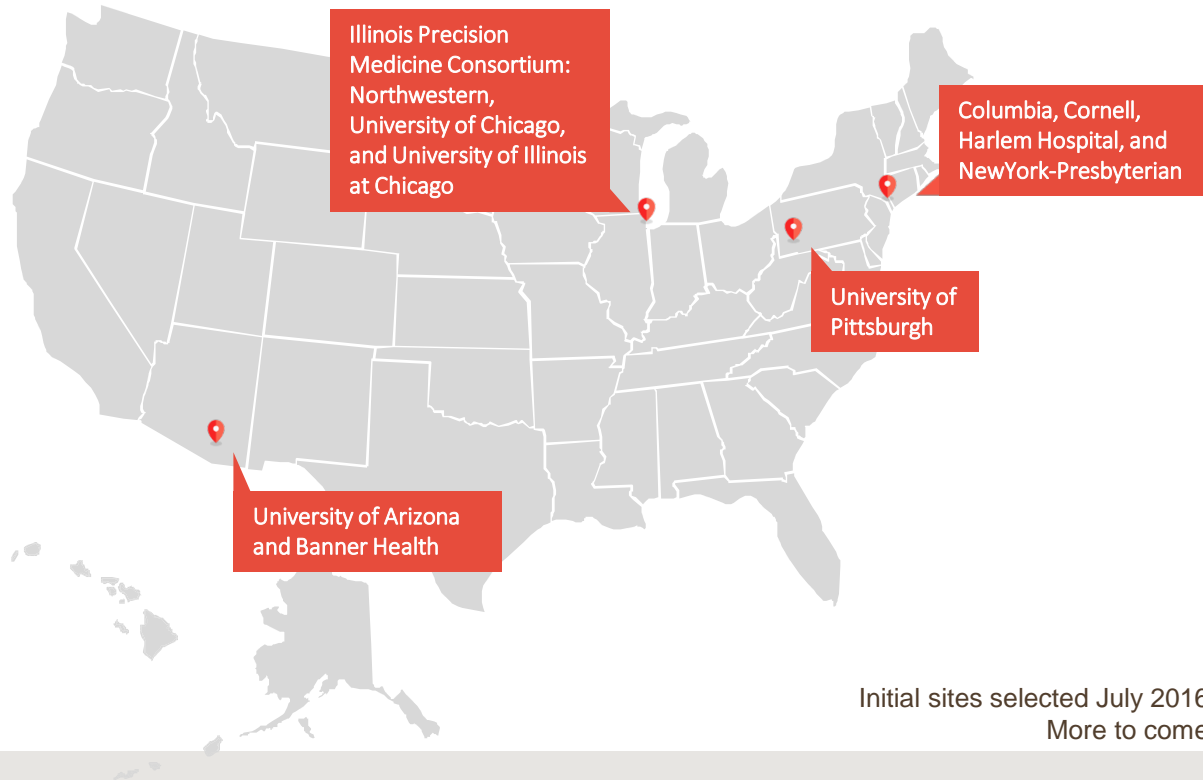 Illinois Precision
Medicine Consortium:
Northwestern,
University of Chicago,
and University of Illinois
at Chicago
Columbia, Cornell,
Harlem Hospital, and
NewYork-Presbyterian
University of
Pittsburgh
University of Arizona
and Banner Health
Initial sites selected July 2016
More to come